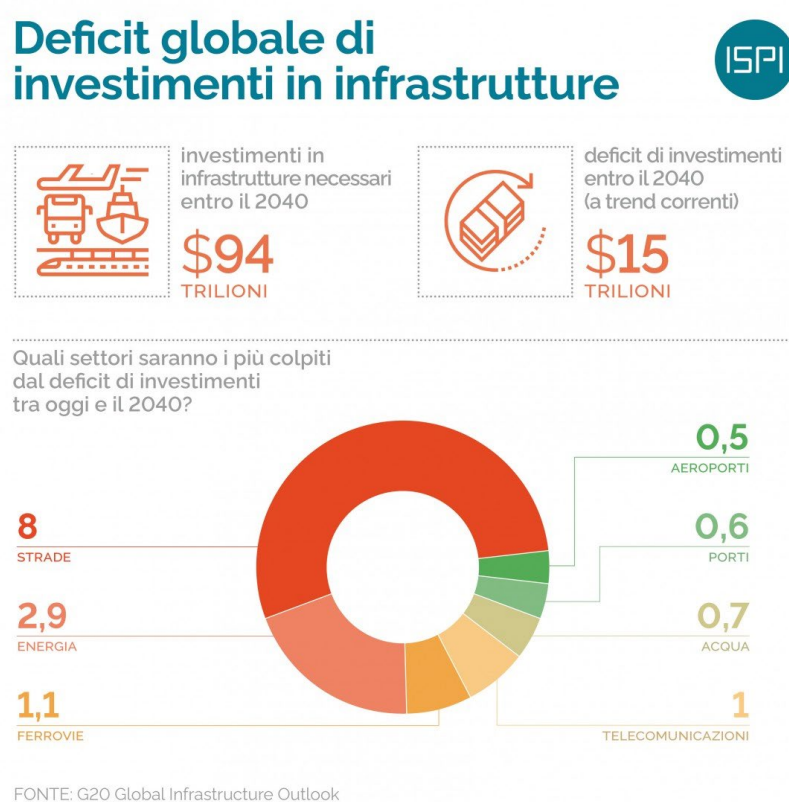 Deficit globale di
investimenti in infrastrutture
ISPI
investimenti in
infrastrutture necessari
entro il 2040
$94
TRILIONI
deficit di investimenti
entro il 2040
(a trend correnti)
$15
TRILIONI
Quali settori saranno i più colpiti
dal deficit di investimenti
tra oggi e il 2040?
8
STRADE
2,9
ENERGIA
1,1
FERROVIE
0,5
AEROPORTI
0,6
PORTI
0,7
ACQUA
1
TELECOMUNICAZIONI
FONTE: G20 Global Infrastructure Outlook